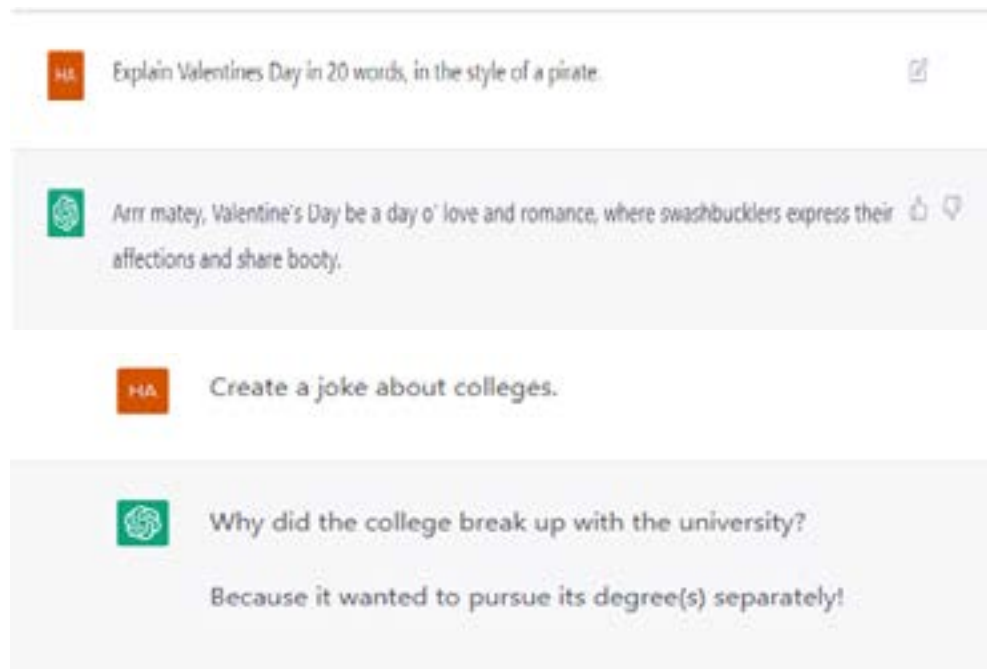 HA
Explain Valentines Day in 20 words, in the style of a pirate.
Arrr matey, Valentine's Day be a day o' love and romance, where swashbucklers express their
affections and share booty.
HA
Create a joke about colleges.
Why did the college break up with the university?
Because it wanted to pursue its degree(s) separately!